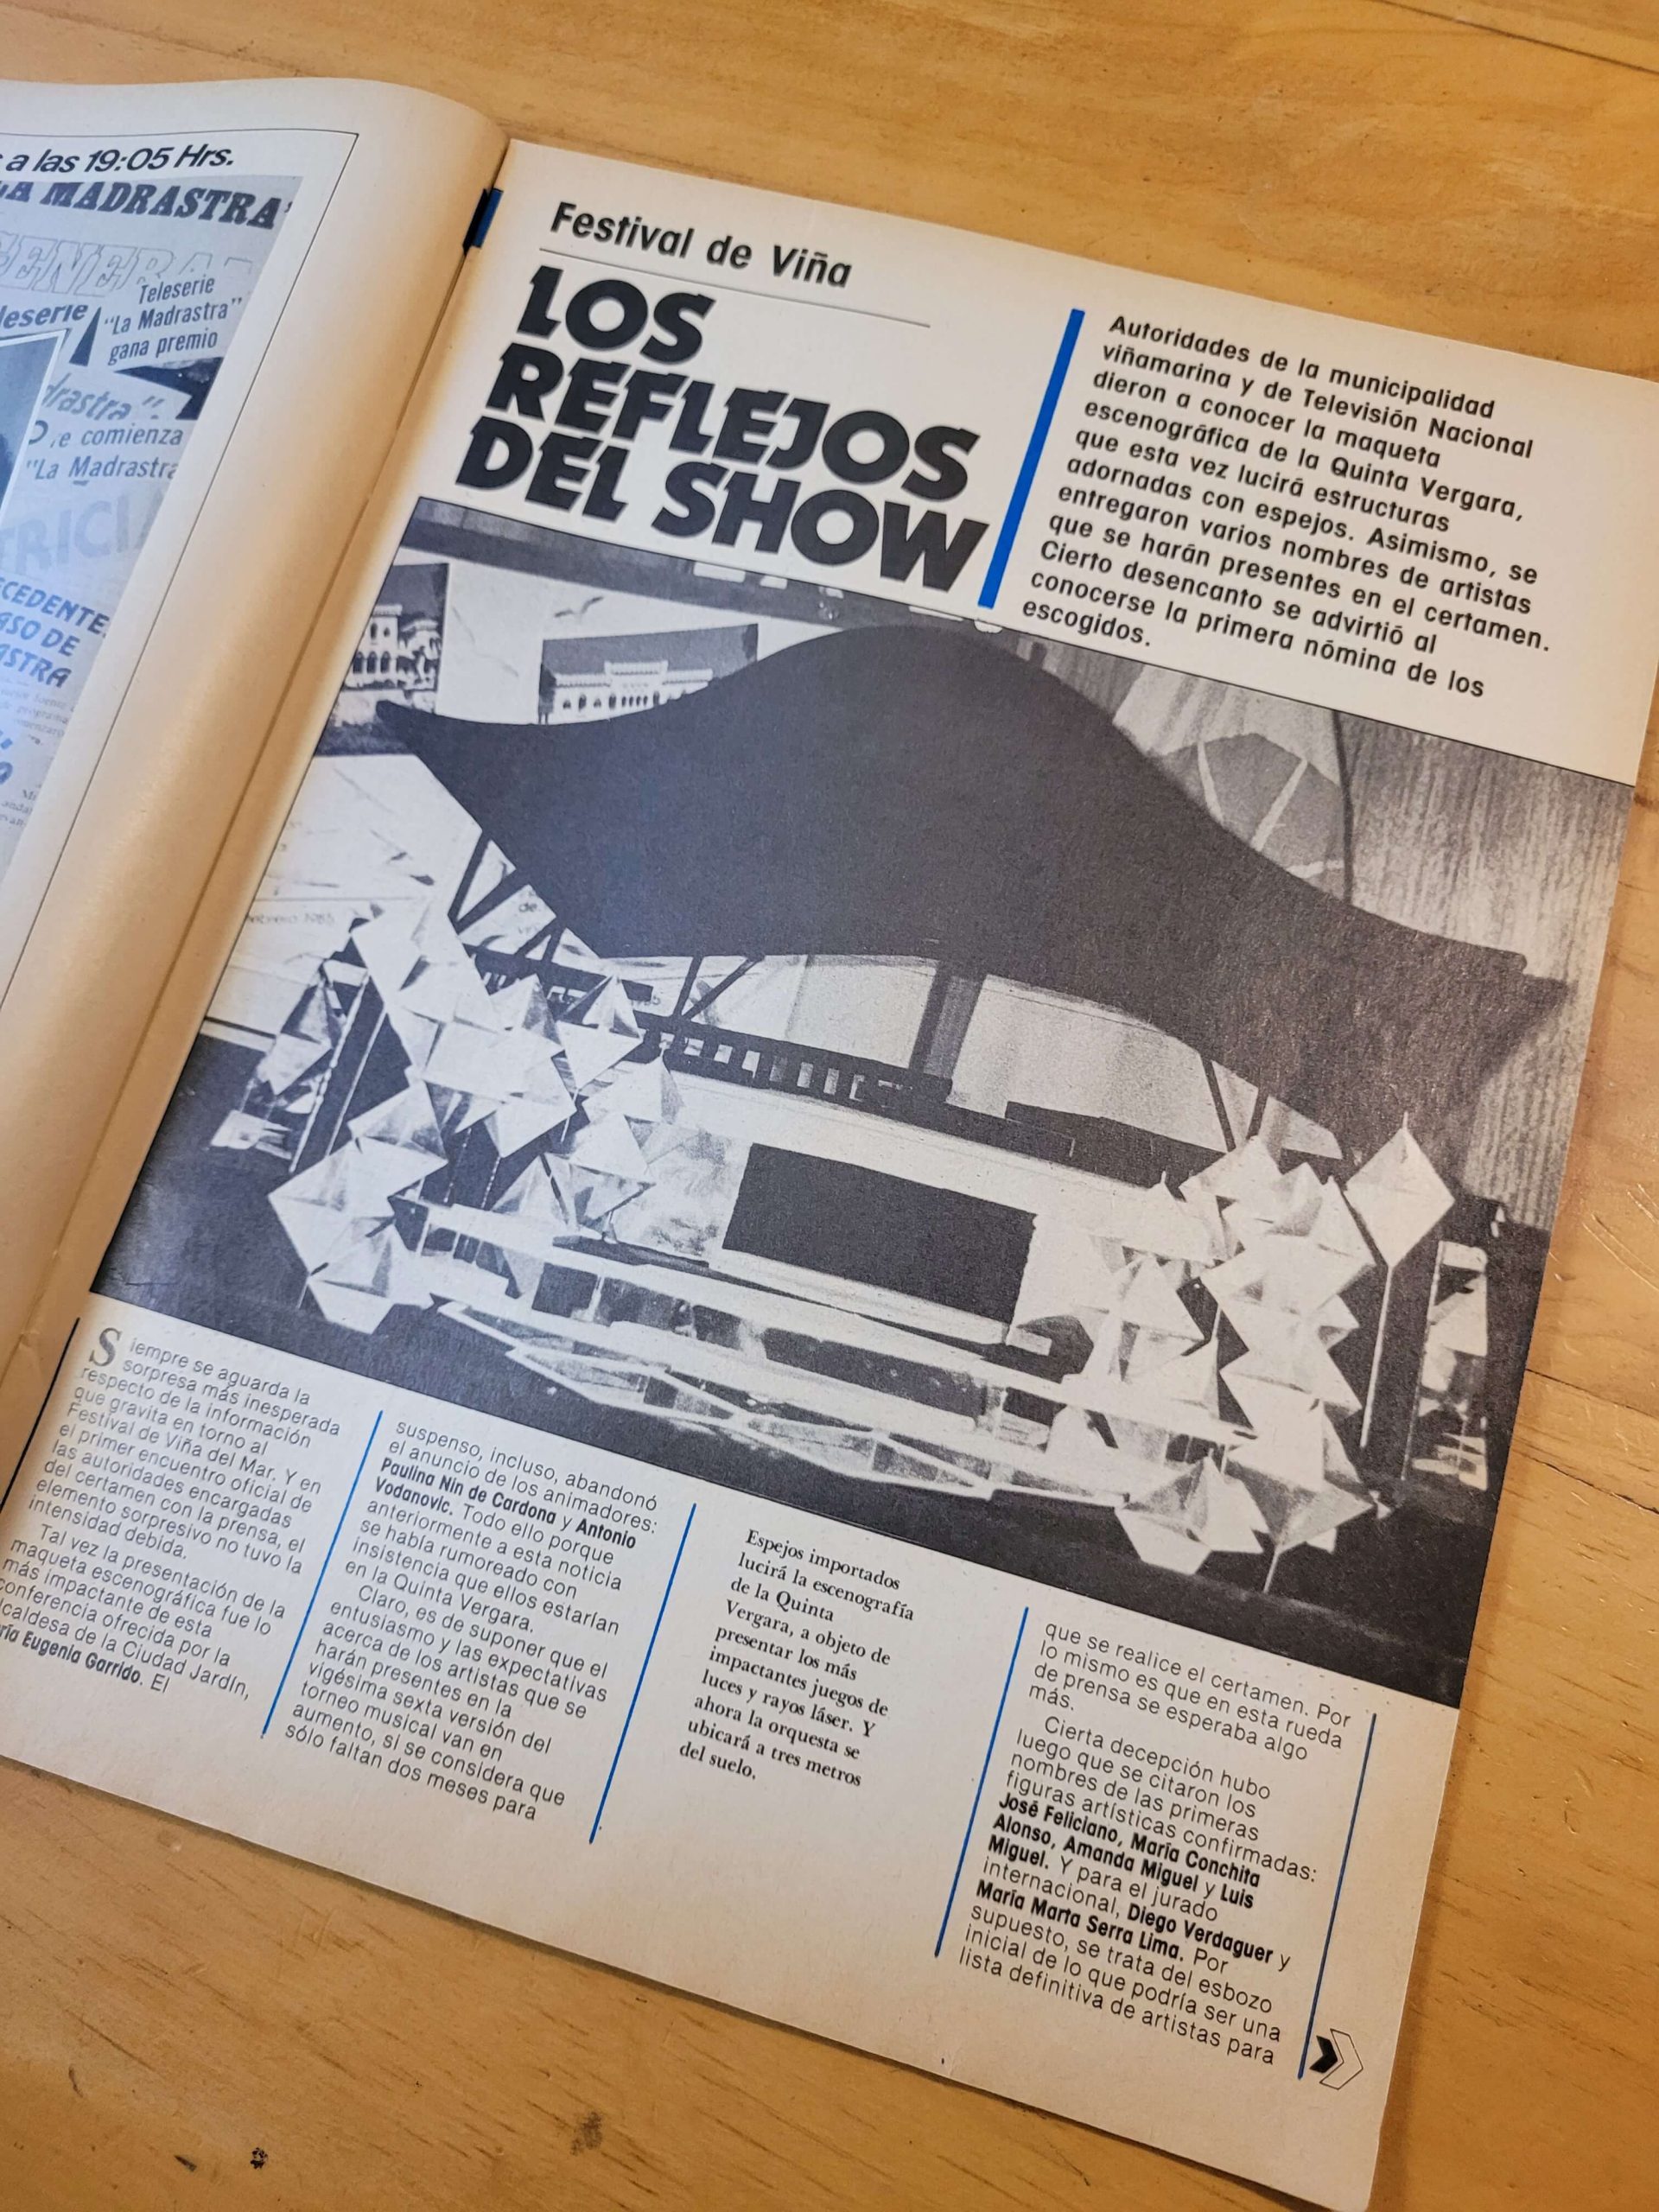 a las 19:05 Hrs.
LA MADRASTRA"
Teleserie
"La Madrastra"
gana premio
comienza
"La Madrastra
ASTRA
Festival de Viña
LOS
REFLEJOS
DEL SHOW
Autoridades de la municipalidad
viñamarina y de Televisión Nacional
dieron a conocer la maqueta
escenográfica de la Quinta Vergara,
que esta vez lucirá estructuras
adornadas con espejos. Asimismo, se
entregaron varios nombres de artistas
que se harán presentes en el certamen.
Cierto desencanto se advirtió al
conocerse la primera nómina de los
escogidos.
Siempre se aguarda la
sorpresa más inesperada
respecto de la información
que gravita en torno al
Festival de Viña del Mar. Y en
el primer encuentro oficial de
las autoridades encargadas
del certamen con la prensa, el
elemento sorpresivo no tuvo la
intensidad debida.
Tal vez la presentación de la
maqueta escenográfica fue lo
más impactante de esta
conferencia ofrecida por la
alcaldesa de la Ciudad Jardín,
ría Eugenia Garrido. El
suspenso, incluso, abandonó
el anuncio de los animadores:
Paulina Nin de Cardona y Antonio
Vodanovic. Todo ello porque
anteriormente a esta noticia
se había rumoreado con
insistencia que ellos estarían
en la Quinta Vergara.
Claro, es de suponer que el
entusiasmo y las expectativas
acerca de los artistas que se
harán presentes en la
vigésima sexta versión del
torneo musical van en
aumento, si se considera que
sólo faltan dos meses para
Espejos importados
lucirá la escenografía
de la Quinta
Vergara, a objeto de
presentar los más
impactantes juegos de
luces y rayos láser. Y
ahora la orquesta se
ubicará a tres metros
del suelo.
que se realice el certamen. Por
lo mismo es que en esta rueda
de prensa se esperaba algo
más.
Cierta decepción hubo
luego que se citaron los
nombres de las primeras
figuras artísticas confirmadas:
José Feliciano, María Conchita
Alonso, Amanda Miguel y Luis
Miguel. Y para el jurado
internacional, Diego Verdaguer y
María Marta Serra Lima. Por
supuesto, se trata del esbozo
inicial de lo que podría ser una
lista definitiva de artistas para